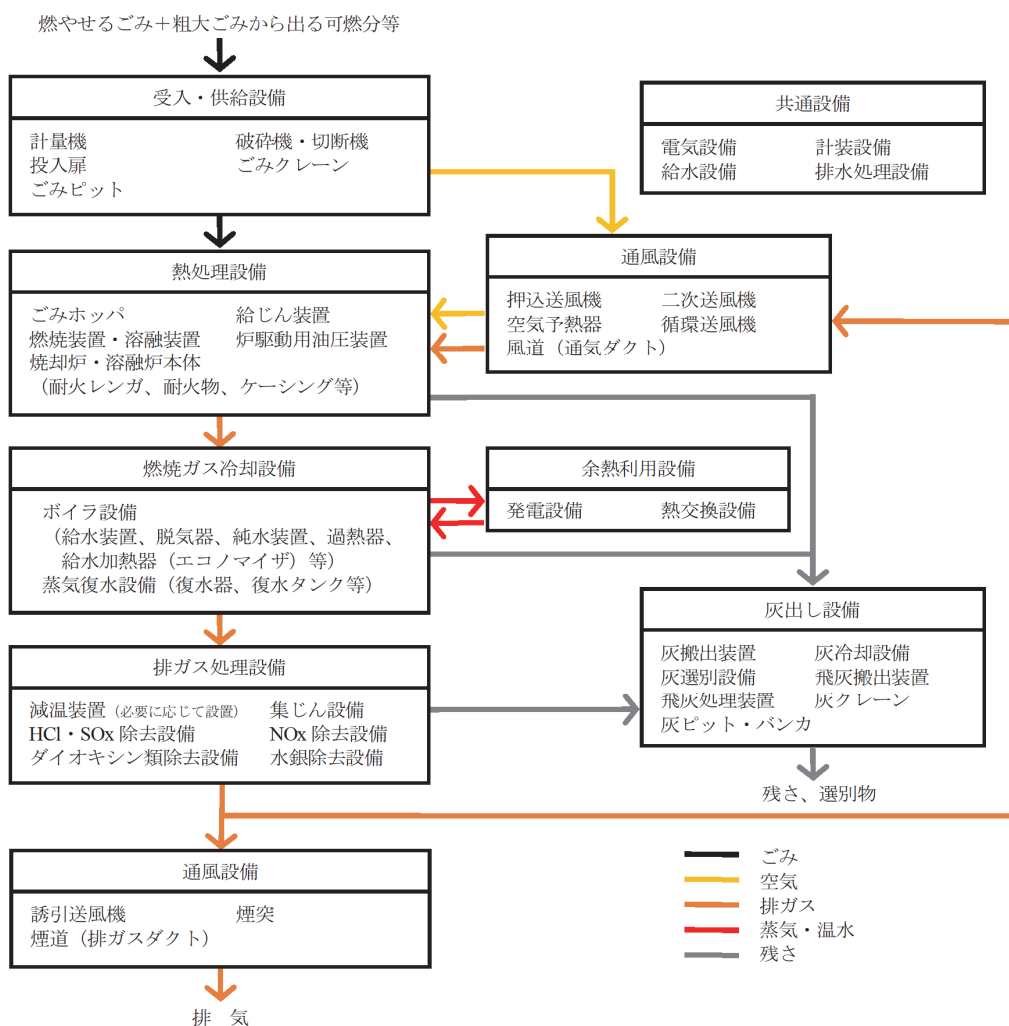 燃やせるごみ＋粗大ごみから出る可燃分等
受入・供給設備
計量機 破砕機・切断機
投入扉 ごみクレーン
ごみピット
共通設備
電気設備 計装設備
給水設備 排水処理設備
熱処理設備
ごみホッパ 給じん装置
燃焼装置・溶融装置 炉駆動用油圧装置
焼却炉・溶融炉本体
（耐火レンガ、耐火物、ケーシング等）
通風設備
押込送風機 二次送風機
空気予熱器 循環送風機
風道（通気ダクト）
燃焼ガス冷却設備
ボイラ設備
（給水装置、脱気器、純水装置、過熱器、
給水加熱器（エコノマイザ）等）
蒸気復水設備（復水器、復水タンク等）
余熱利用設備
発電設備 熱交換設備
灰出し設備
灰搬出装置 灰冷却設備
灰選別設備 飛灰搬出装置
飛灰処理装置 灰クレーン
灰ピット・バンカ
残さ、選別物
排ガス処理設備
減温装置（必要に応じて設置） 集じん設備
HCl・SOx 除去設備 NOx 除去設備
ダイオキシン類除去設備 水銀除去設備
通風設備
誘引送風機 煙突
煙道（排ガスダクト）
排 気
ごみ
空気
排ガス
蒸気・温水
残さ